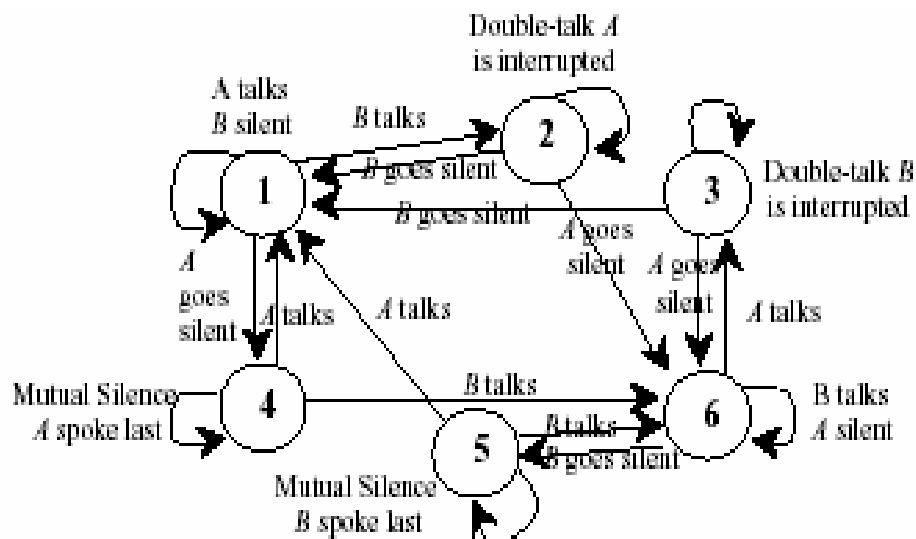 Double-talk A
is interrupted
A talks
B silent
B talks
2
B goes silent
1
3
Double-talk B
is interrupted
B goes silent
A goes
silent
A goes
silent
A
goes
silent
A talks
A talks
A talks
Mutual Silence
A spoke last
4
B talks
6
B talks
A silent
B talks
5
B goes silent
Mutual Silence
B spoke last